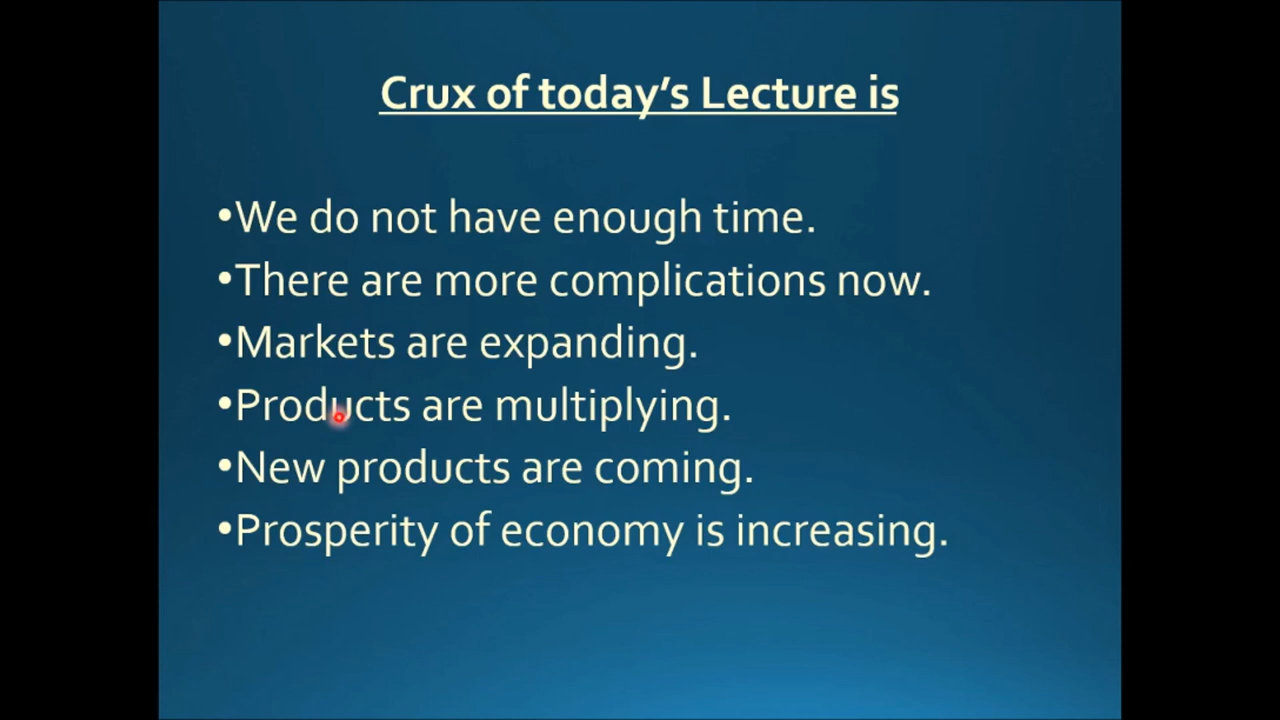 Crux of today's Lecture is
•We do not have enough time.
•There are more complications now.
•Markets are expanding.
•Products are multiplying.
•New products are coming.
•Prosperity of economy is increasing.